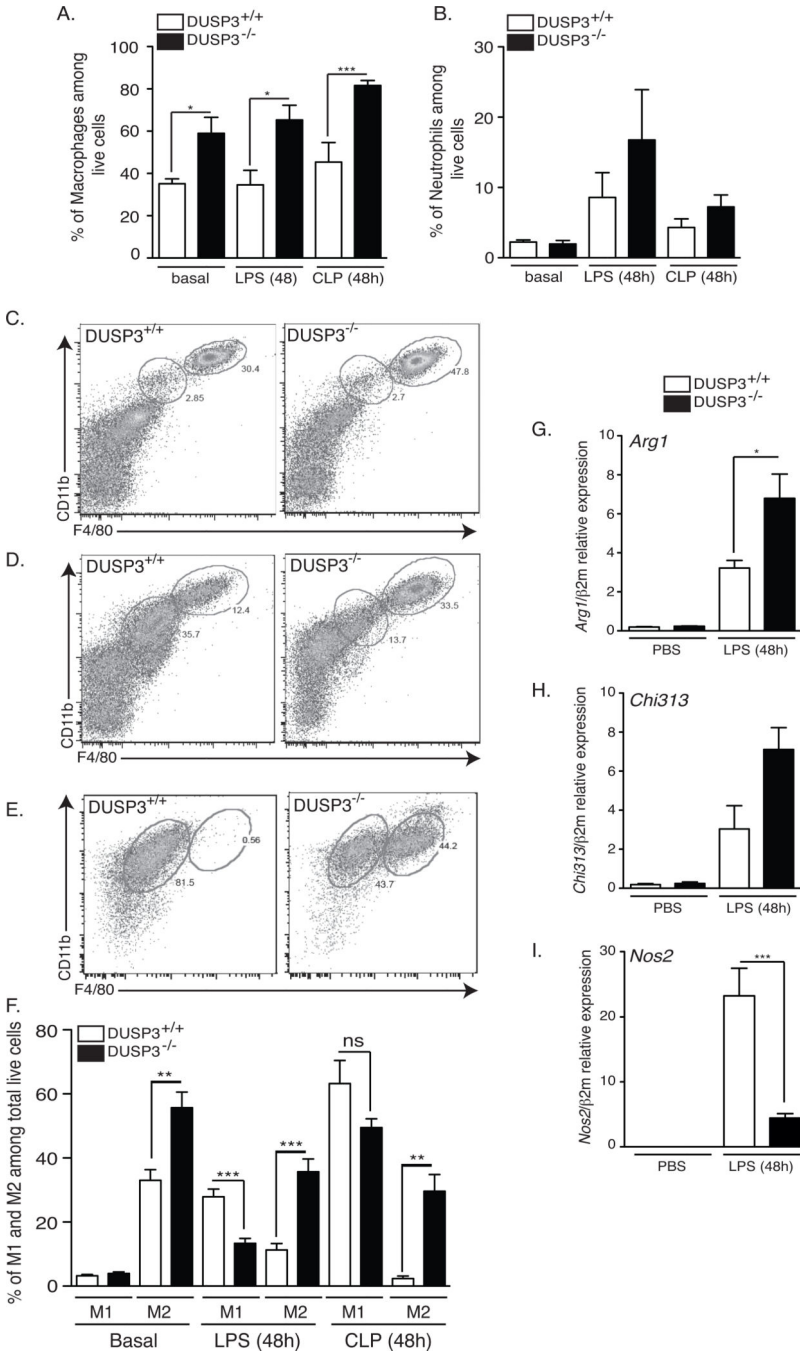 A.
DUSP3+/+
DUSP3-/-
% of Macrophages among live cells
100
80
60
40
20
0
*
*
***
basal
LPS (48)
CLP (48h)
B.
DUSP3+/+
DUSP3-/-
% of Neutrophils among live cells
30
20
10
0
basal
LPS (48h)
CLP (48h)
C.
DUSP3+/+
30.4
2.85
DUSP3-/-
47.8
2.7
CD11b
F4/80
D.
DUSP3+/+
12.4
35.7
DUSP3-/-
33.5
13.7
CD11b
F4/80
E.
DUSP3+/+
0.56
81.5
DUSP3-/-
44.2
43.7
CD11b
F4/80
F.
DUSP3+/+
DUSP3-/-
% of M1 and M2 among total live cells
80
60
40
20
0
**
***
***
ns
**
M1
M2
M1
M2
M1
M2
Basal
LPS (48h)
CLP (48h)
DUSP3+/+
DUSP3-/-
G.
Arg1
Arg1/β2m relative expression
10
8
6
4
2
0
*
PBS
LPS (48h)
H.
Chi313
Chi313/β2m relative expression
10
8
6
4
2
0
PBS
LPS (48h)
I.
Nos2
Nos2/β2m relative expression
30
20
10
0
***
PBS
LPS (48h)